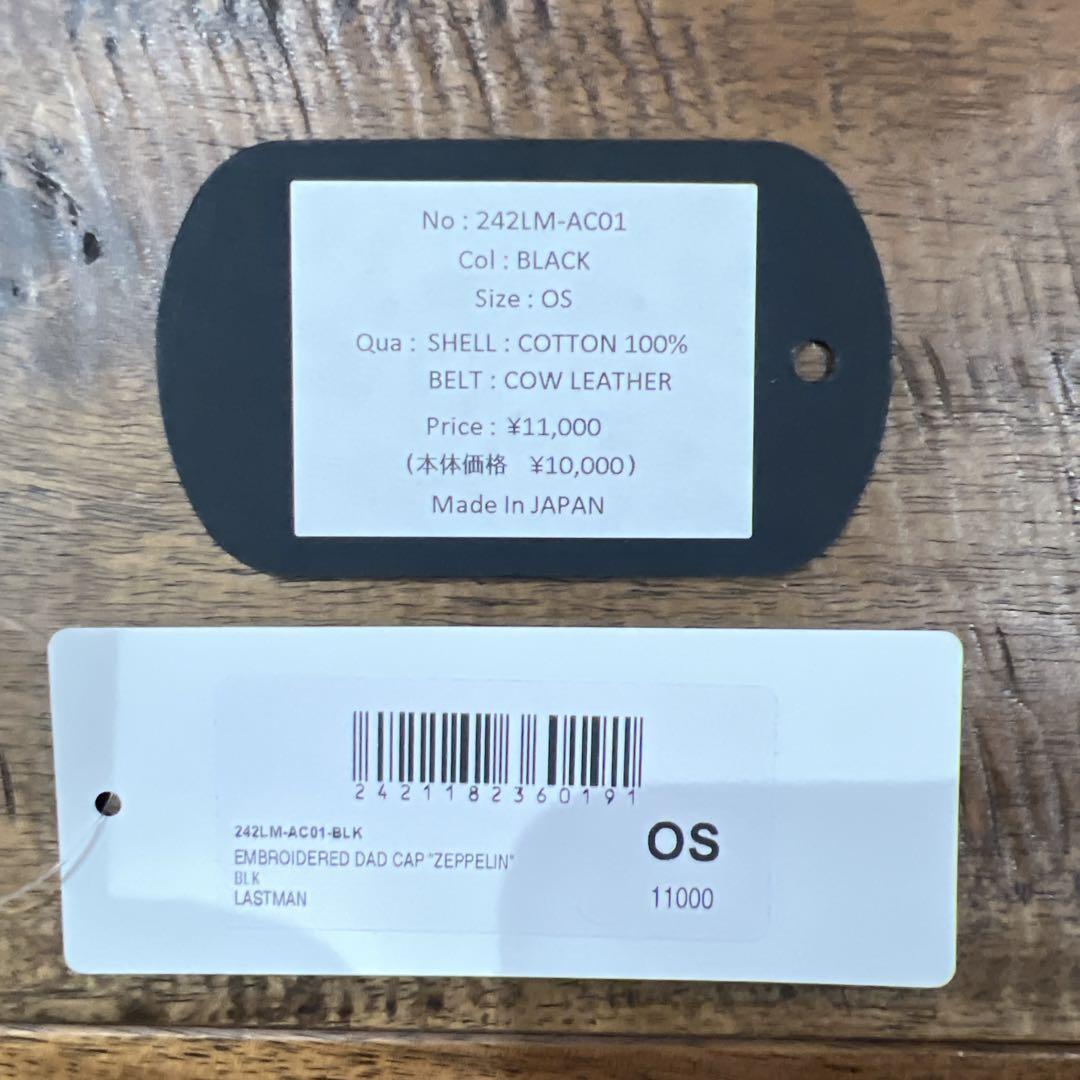 No : 242LM-AC01
Col : BLACK
Size : OS
Qua : SHELL : COTTON 100%
BELT : COW LEATHER
Price : ¥11,000
(本体価格 ¥10,000)
Made In JAPAN
2421182360191
242LM-AC01-BLK
EMBROIDERED DAD CAP "ZEPPELIN"
BLK
LASTMAN
OS
11000